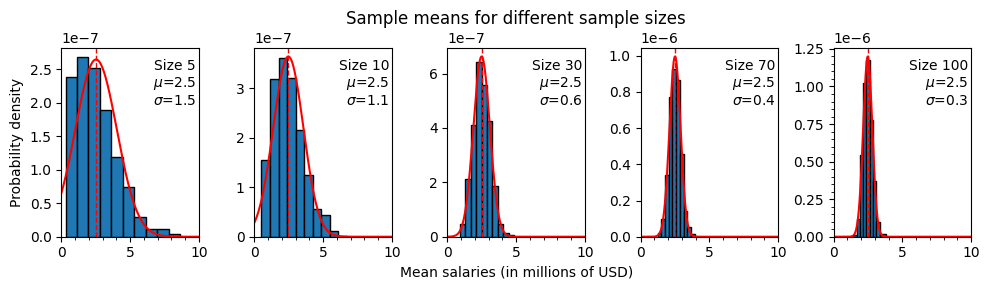 Sample means for different sample sizes
Probability density
1e−7
2.5
2.0
1.5
1.0
0.5
0.0
0 5 10
Size 5
μ=2.5
σ=1.5
1e−7
3
2
1
0
0 5 10
Size 10
μ=2.5
σ=1.1
1e−7
6
4
2
0
0 5 10
Size 30
μ=2.5
σ=0.6
1e−6
1.0
0.8
0.6
0.4
0.2
0.0
0 5 10
Size 70
μ=2.5
σ=0.4
1e−6
1.25
1.00
0.75
0.50
0.25
0.00
0 5 10
Size 100
μ=2.5
σ=0.3
Mean salaries (in millions of USD)